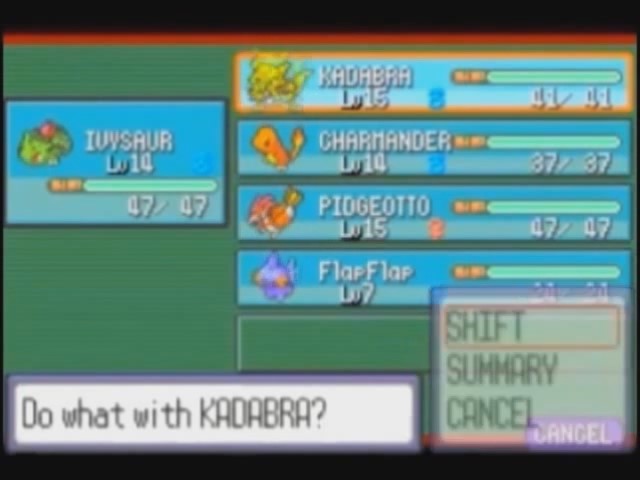 KADABRA
Lv15
41/ 41
IVYSAUR
Lv14
47/ 47
CHARMANDER
Lv14
37/ 37
PIDGEOTTO
Lv15
47/ 47
FlapFlap
Lv7
SHIFT
SUMMARY
CANCEL
CANCEL
Do what with KADABRA?